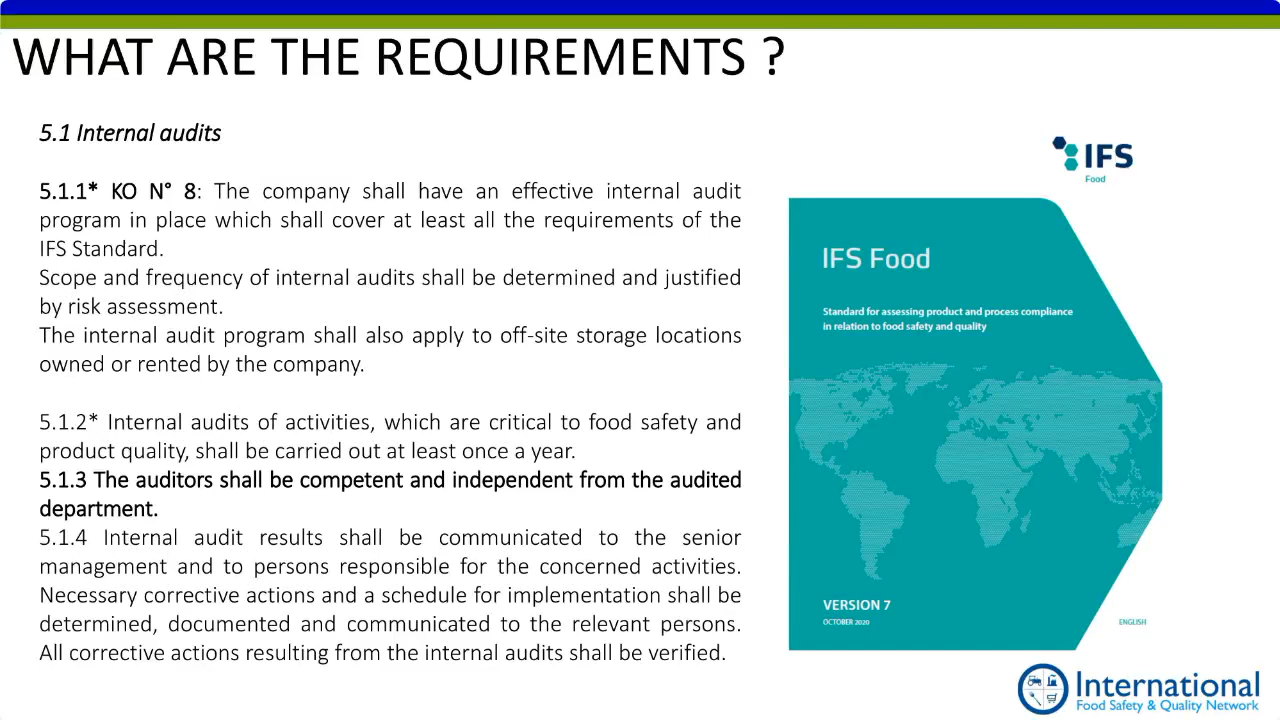 WHAT ARE THE REQUIREMENTS ?
5.1 Internal audits
5.1.1* KO N° 8: The company shall have an effective internal audit
program in place which shall cover at least all the requirements of the
IFS Standard.
Scope and frequency of internal audits shall be determined and justified
by risk assessment.
The internal audit program shall also apply to off-site storage locations
owned or rented by the company.
5.1.2* Internal audits of activities, which are critical to food safety and
product quality, shall be carried out at least once a year.
5.1.3 The auditors shall be competent and independent from the audited
department.
5.1.4 Internal audit results shall be communicated to the senior
management and to persons responsible for the concerned activities.
Necessary corrective actions and a schedule for implementation shall be
determined, documented and communicated to the relevant persons.
All corrective actions resulting from the internal audits shall be verified.
IFS
Food
IFS Food
Standard for assessing product and process compliance
in relation to food safety and quality
VERSION 7
OCTOBER 2020
ENGLISH
International
Food Safety & Quality Network